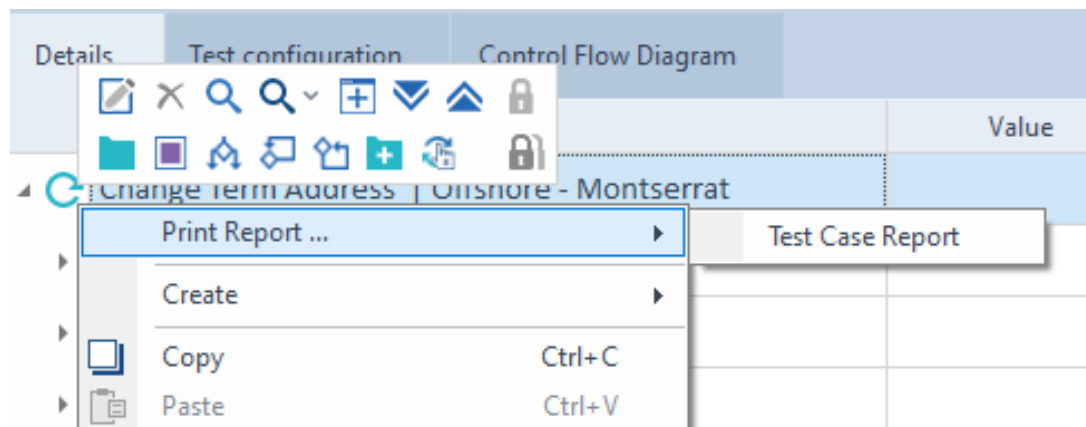 Details Test configuration Control Flow Diagram
Value
Change Term Address | Offshore - Montserrat
Print Report ... Test Case Report
Create
Copy Ctrl+C
Paste Ctrl+V